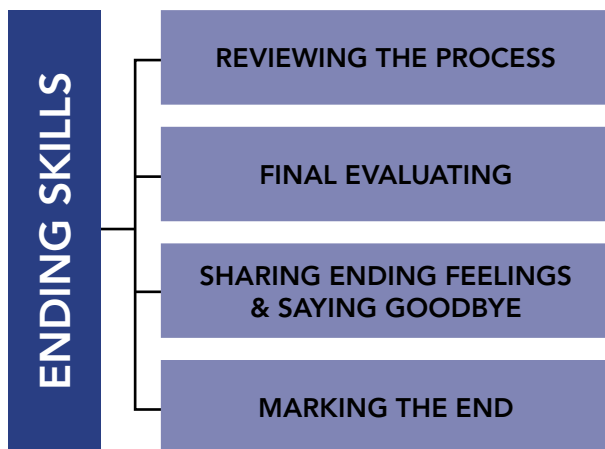 ENDING SKILLS
REVIEWING THE PROCESS
FINAL EVALUATING
SHARING ENDING FEELINGS
& SAYING GOODBYE
MARKING THE END